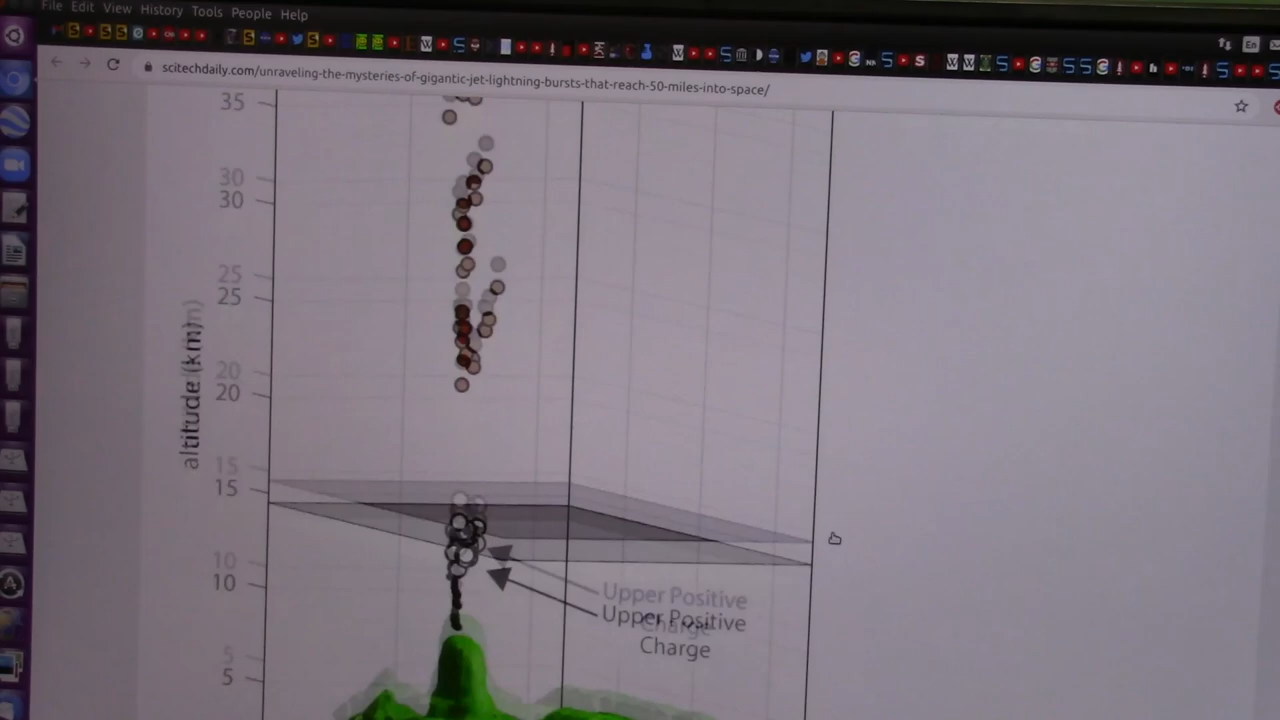 File Edit View History Tools People Help
En
scitechdaily.com/unraveling-the-mysteries-of-gigantic-jet-lightning-bursts-that-reach-50-miles-into-space/
35
30
30
25
25
altitude (km)
20
20
15
15
10
10
Upper Positive
Upper Positive
Charge
Charge
5
5